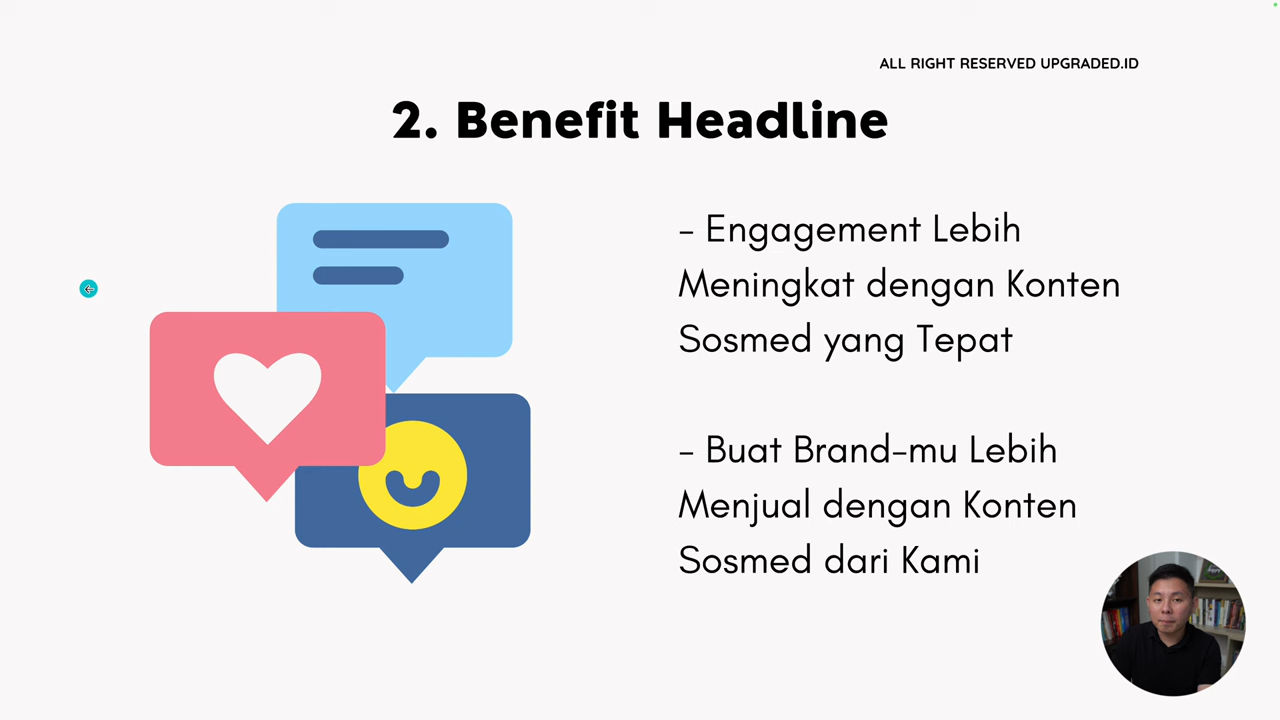 ALL RIGHT RESERVED UPGRADED.ID
2. Benefit Headline
- Engagement Lebih
Meningkat dengan Konten
Sosmed yang Tepat
- Buat Brand-mu Lebih
Menjual dengan Konten
Sosmed dari Kami